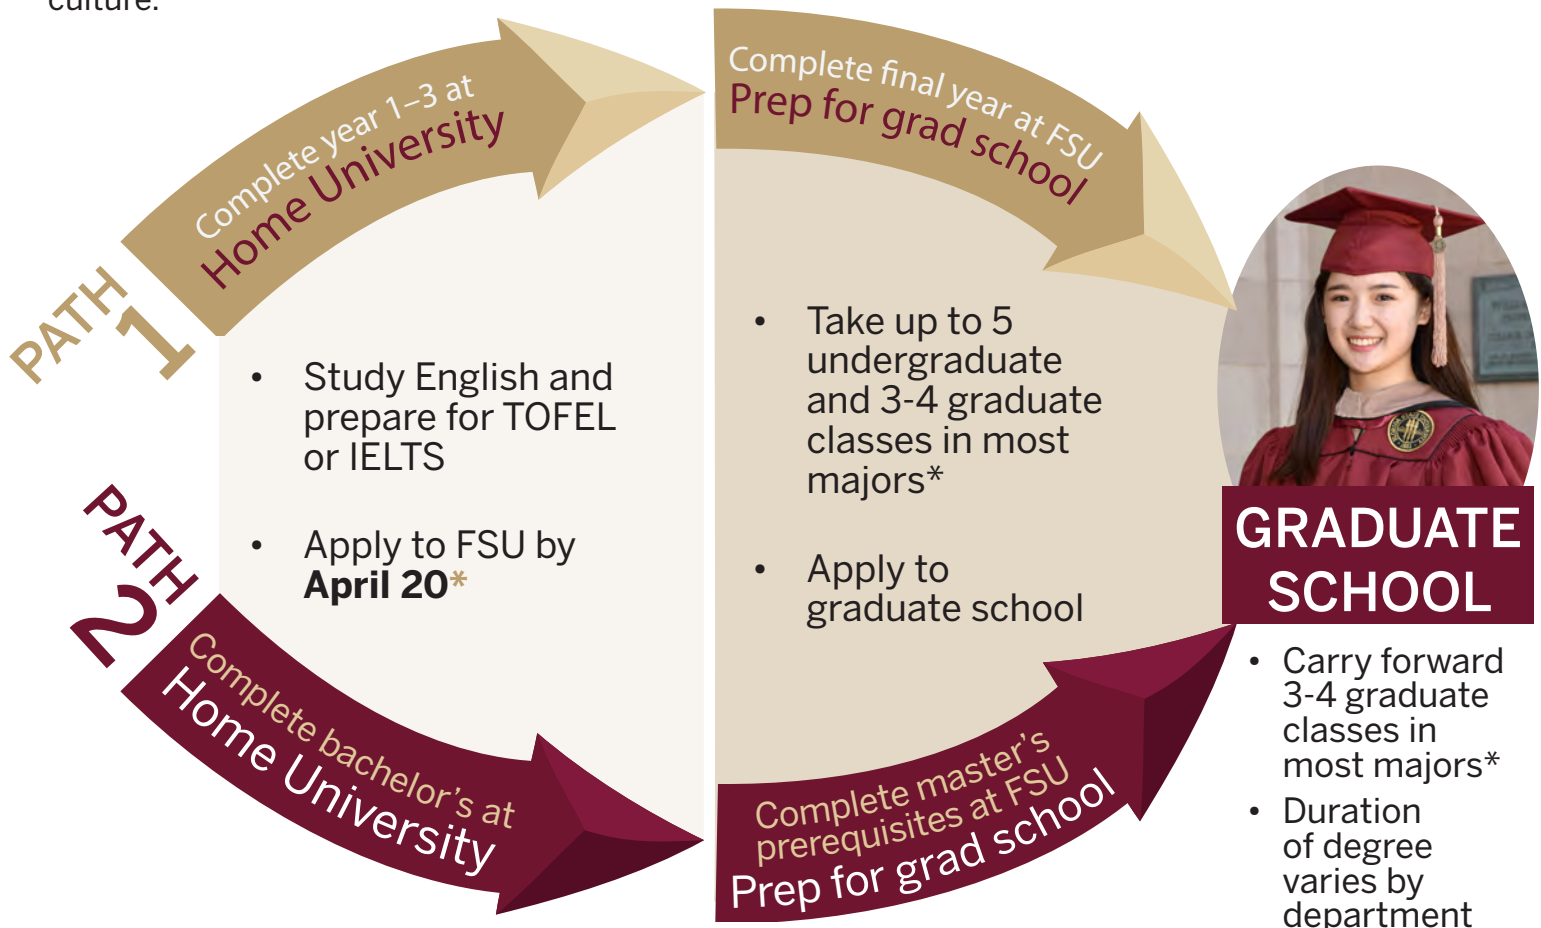 culture.
PATH
1
Complete year 1–3 at
Home University
Complete final year at FSU
Prep for grad school
• Study English and
prepare for TOFEL
or IELTS
• Apply to FSU by
April 20*
• Take up to 5
undergraduate
and 3-4 graduate
classes in most
majors*
• Apply to
graduate school
PATH
2
Complete bachelor's at
Home University
Complete master's
prerequisites at FSU
Prep for grad school
GRADUATE
SCHOOL
• Carry forward
3-4 graduate
classes in
most majors*
• Duration
of degree
varies by
department